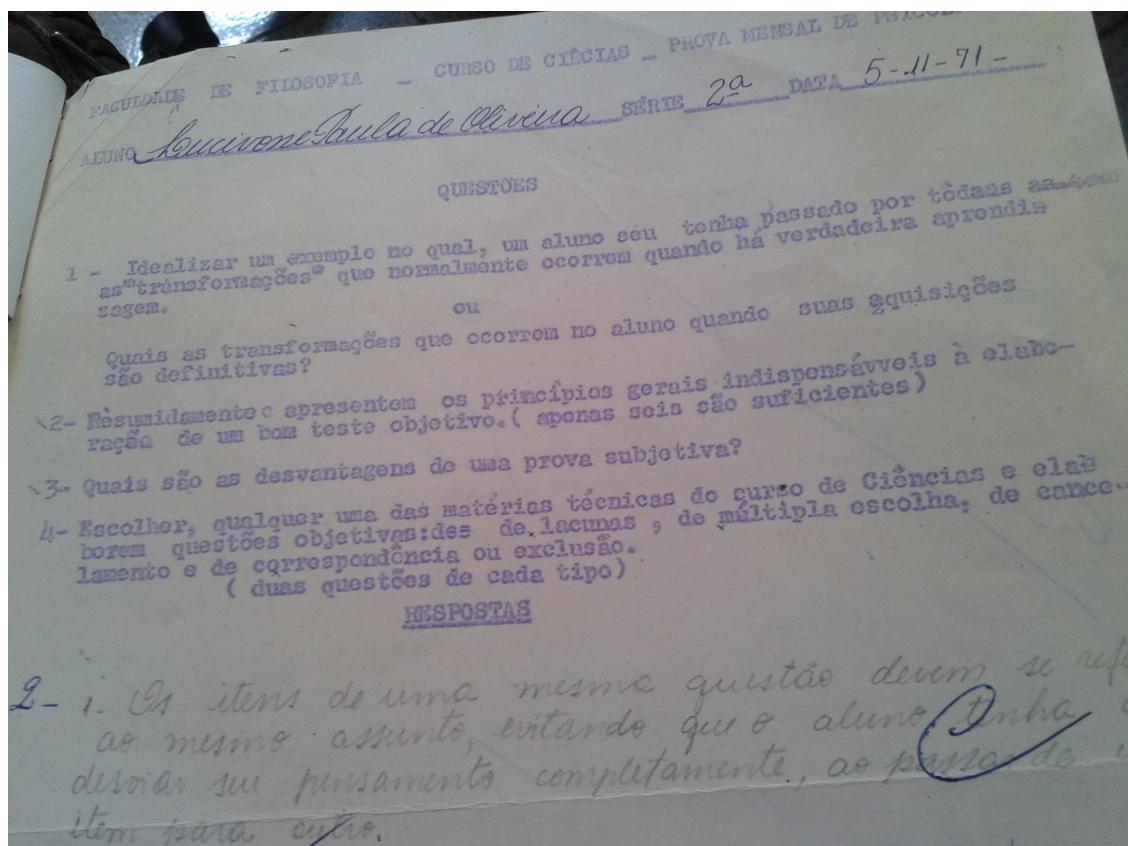 FACULDADE DE FILOSOFIA - CURSO DE CIÊCIAS - PROVA MENSAL DE
ALUNO Lucivone Paula de Oliveira SÉRIE 2ª DATA 5-11-71-
QUESTÕES
1 - Idealizar um exemplo no qual, um aluno seu tenha passado por tôdans
as "transformações" que normalmente ocorrem quando há verdadeira aprendis
sagem.
ou
Quais as transformações que ocorrem no aluno quando suas aquisições
são definitivas?
2- Resumidamente apresentem os princípios gerais indispensávveis à elabo-
ração de um bom teste objetivo.( apenas seis são suficientes)
3- Quais são as desvantagens de uma prova subjetiva?
4- Escolher, qualquer uma das matérias técnicas do curso de Ciências e elab
borem questões objetivas:des de lacunas , de múltipla escolha, de cance-
lamento e de correspondência ou exclusão.
( duas questões de cada tipo)
RESPOSTAS
2- 1. Os itens de uma mesma questão devem se
ao mesmo assunto, evitando que o aluno tenha
desviar seu pensamento completamente, ao
item para outro.